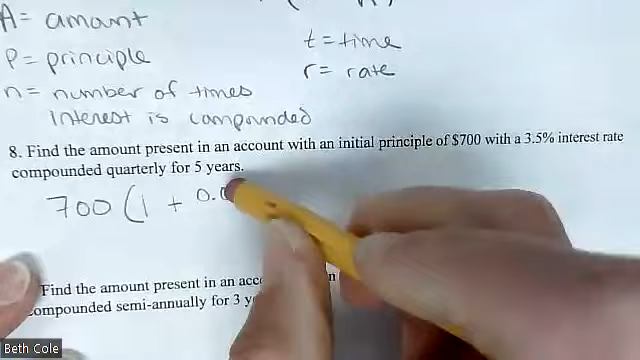 A = amount
P = principle
t = time
r = rate
n = number of times
interest is compounded
8. Find the amount present in an account with an initial principle of $700 with a 3.5% interest rate
compounded quarterly for 5 years.
700 (1 + 0.
Find the amount present in an
compounded semi-annually for 3
Beth Cole